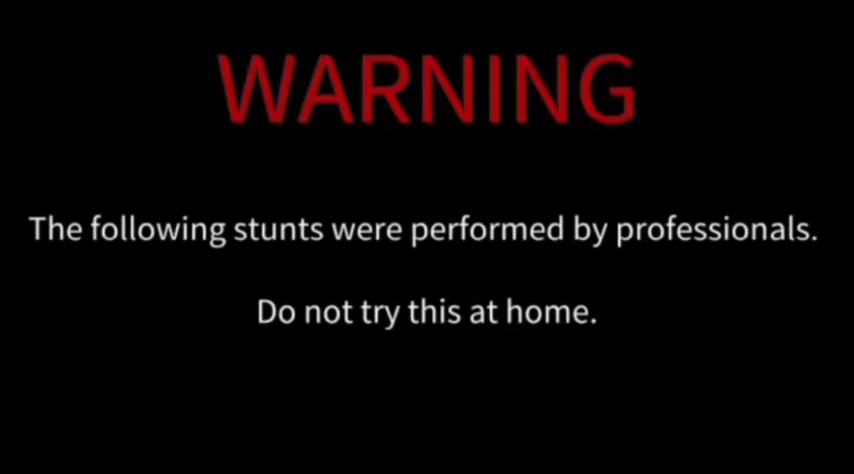 WARNING
The following stunts were performed by professionals.
Do not try this at home.